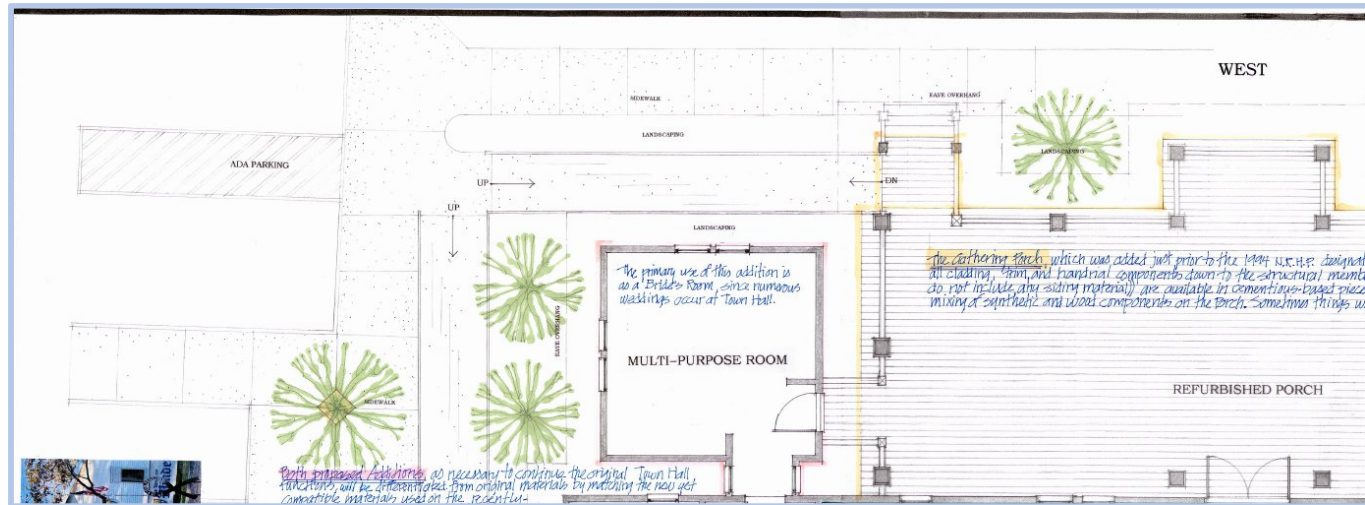 WEST
SIDEWALK
EAVE OVERHANG
LANDSCAPING
LANDSCAPING
ADA PARKING
UP
DN
UP
LANDSCAPING
The primary use of this addition is
as a Bride's Room, since numerous
weddings occur at Town Hall.
the Gathering Porch, which was added just prior to the 1994 N.R.H.P. designat
all cladding, trim, and handrail components down to the structural memb
do not include any siding material) are available in cementious-based piece
mixing of synthetic and wood components on the Porch. Sometimes things w
EAVE OVERHANG
MULTI-PURPOSE ROOM
REFURBISHED PORCH
SIDEWALK
Both proposed Additions, as necessary to continue the original Town Hall
functions, will be differentiated from original materials by matching the new yet
compatible materials used on the recently-